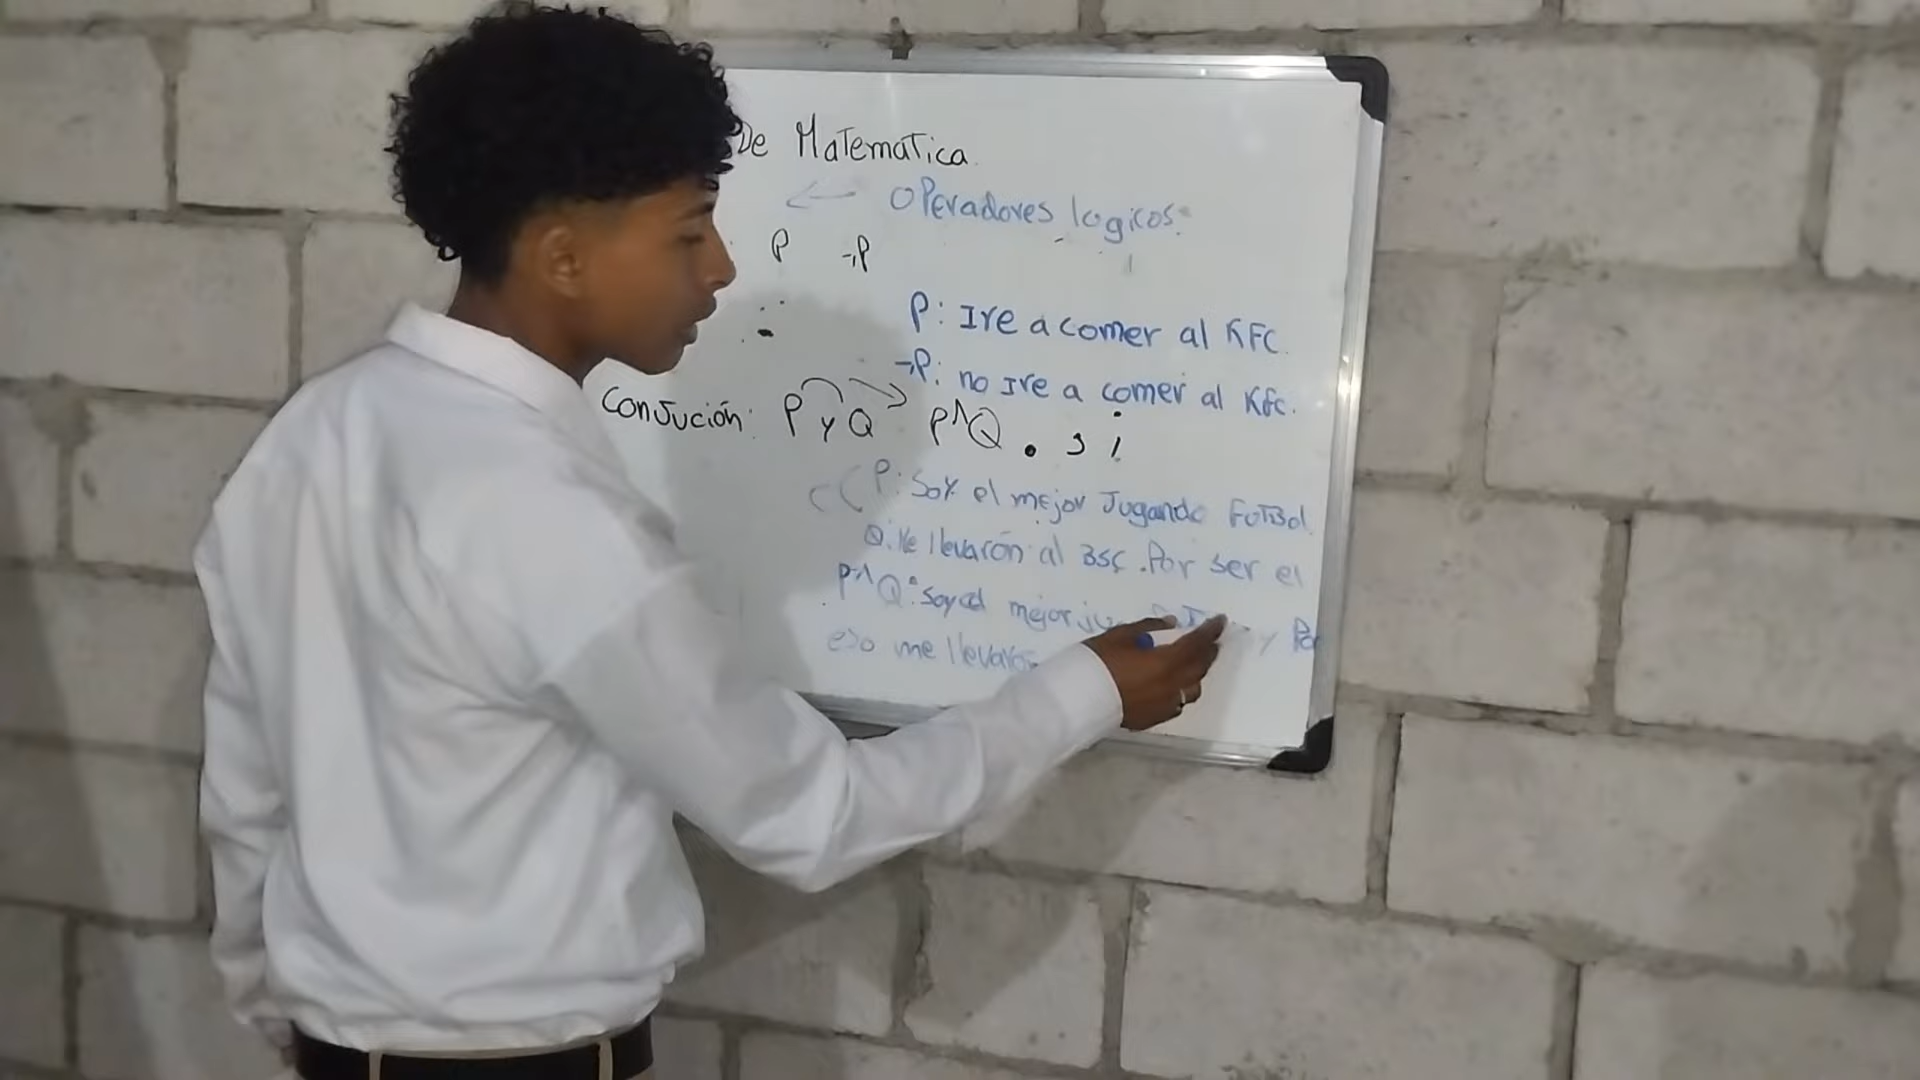 De Matematica.
← Operadores logicos:
P ¬P
P: Ire a comer al KFC.
¬P: no Ire a comer al Kfc.
Conjución: P y Q → P^Q.
P: Soy el mejor Jugando FUTBol.
Q: Me llevarón al BSC. Por ser el
P^Q: Soy el mejor y Por
eso me llevaron